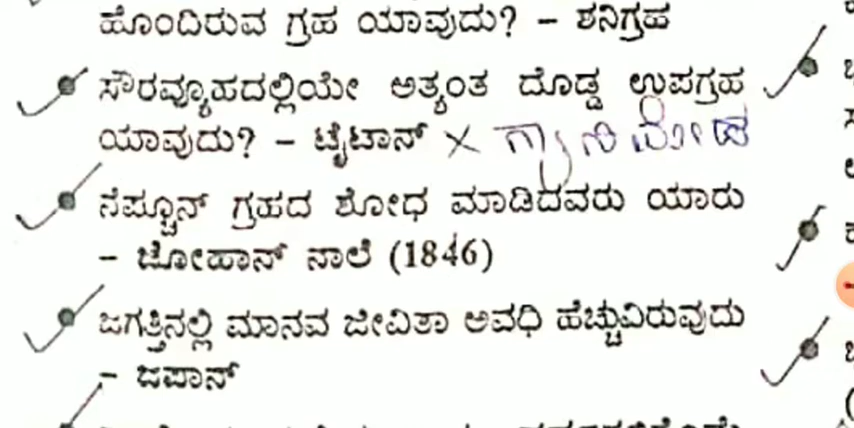 ಹೊಂದಿರುವ ಗ್ರಹ ಯಾವುದು? – ಶನಿಗ್ರಹ
ಸೌರವ್ಯೂಹದಲ್ಲಿಯೇ ಅತ್ಯಂತ ದೊಡ್ಡ ಉಪಗ್ರಹ
ಯಾವುದು? – ಟೈಟಾನ್ ×
ನೆಪ್ಚೂನ್ ಗ್ರಹದ ಶೋಧ ಮಾಡಿದವರು ಯಾರು
– ಜೋಹಾನ್ ನಾಲೆ (1846)
ಜಗತ್ತಿನಲ್ಲಿ ಮಾನವ ಜೀವಿತಾ ಅವಧಿ ಹೆಚ್ಚುವಿರುವುದು
– ಜಪಾನ್